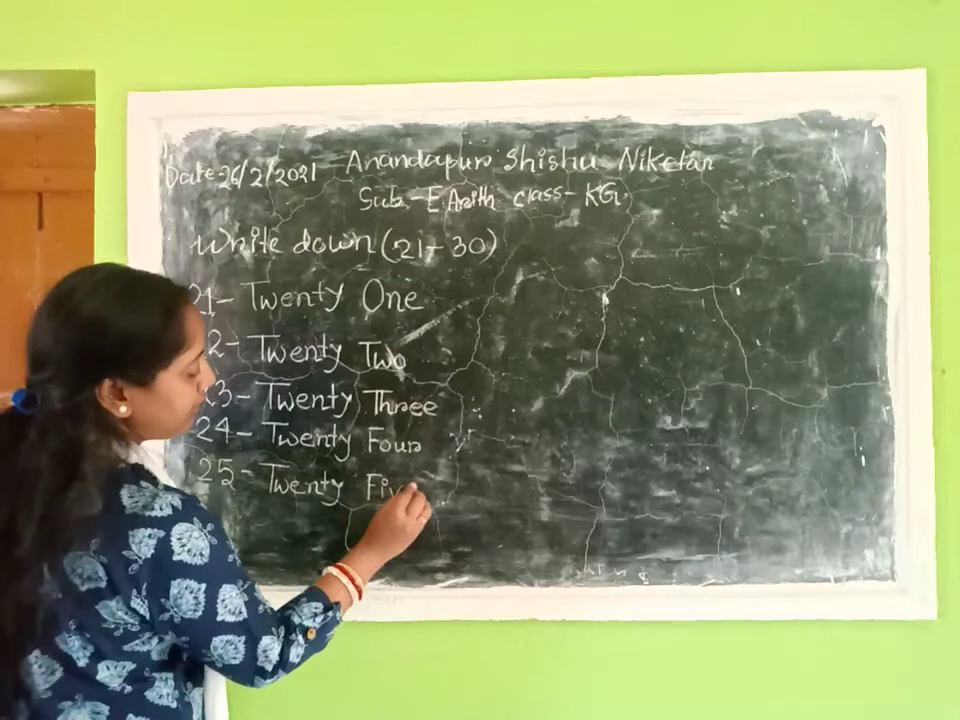 Date-26/2/2021 - Anandapur Shishu Niketan
Sub.-E.Arith class-KG
Write down (21-30)
21- Twenty One
2- Twenty Two
23- Twenty Three
24- Twenty Four
25- Twenty Fiv